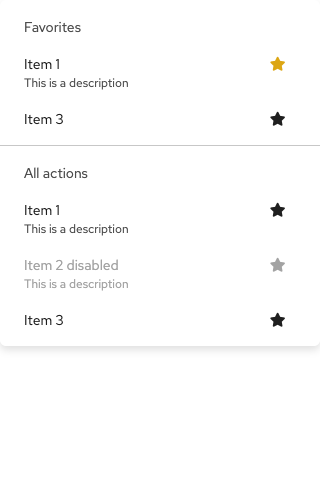 Favorites
Item 1
This is a description
Item 3
All actions
Item 1
This is a description
Item 2 disabled
This is a description
Item 3